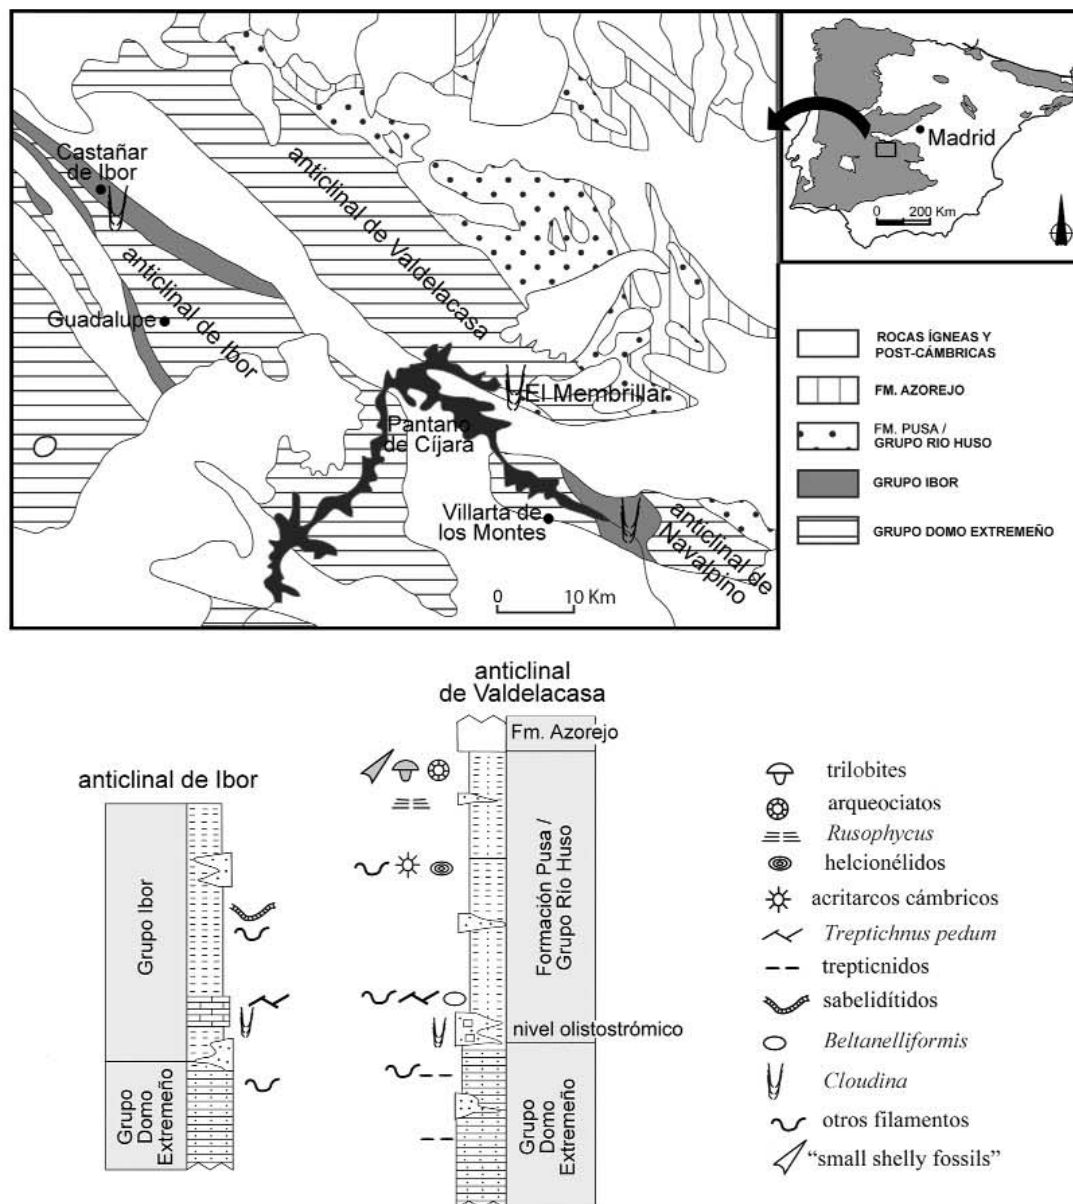 Castañar
de Ibor
anticlinal de Valdelacasa
anticlinal de Ibor
Guadalupe
El Membrillar
Pantano
de Cíjara
Villarta de
los Montes
anticlinal de
Navalpino
0 10 Km
Madrid
0 200 Km
ROCAS ÍGNEAS Y
POST-CÁMBRICAS
FM. AZOREJO
FM. PUSA /
GRUPO RIO HUSO
GRUPO IBOR
GRUPO DOMO EXTREMEÑO
anticlinal de Ibor
Grupo Ibor
Grupo
Domo
Extremeño
anticlinal
de Valdelacasa
Fm. Azorejo
Formación Pusa /
Grupo Río Huso
nivel olistostrómico
Grupo
Domo
Extremeño
trilobites
arqueociatos
Rusophycus
helcionélidos
acritarcos cámbricos
Treptichnus pedum
trepticnidos
sabelidítidos
Beltanelliformis
Cloudina
otros filamentos
“small shelly fossils”